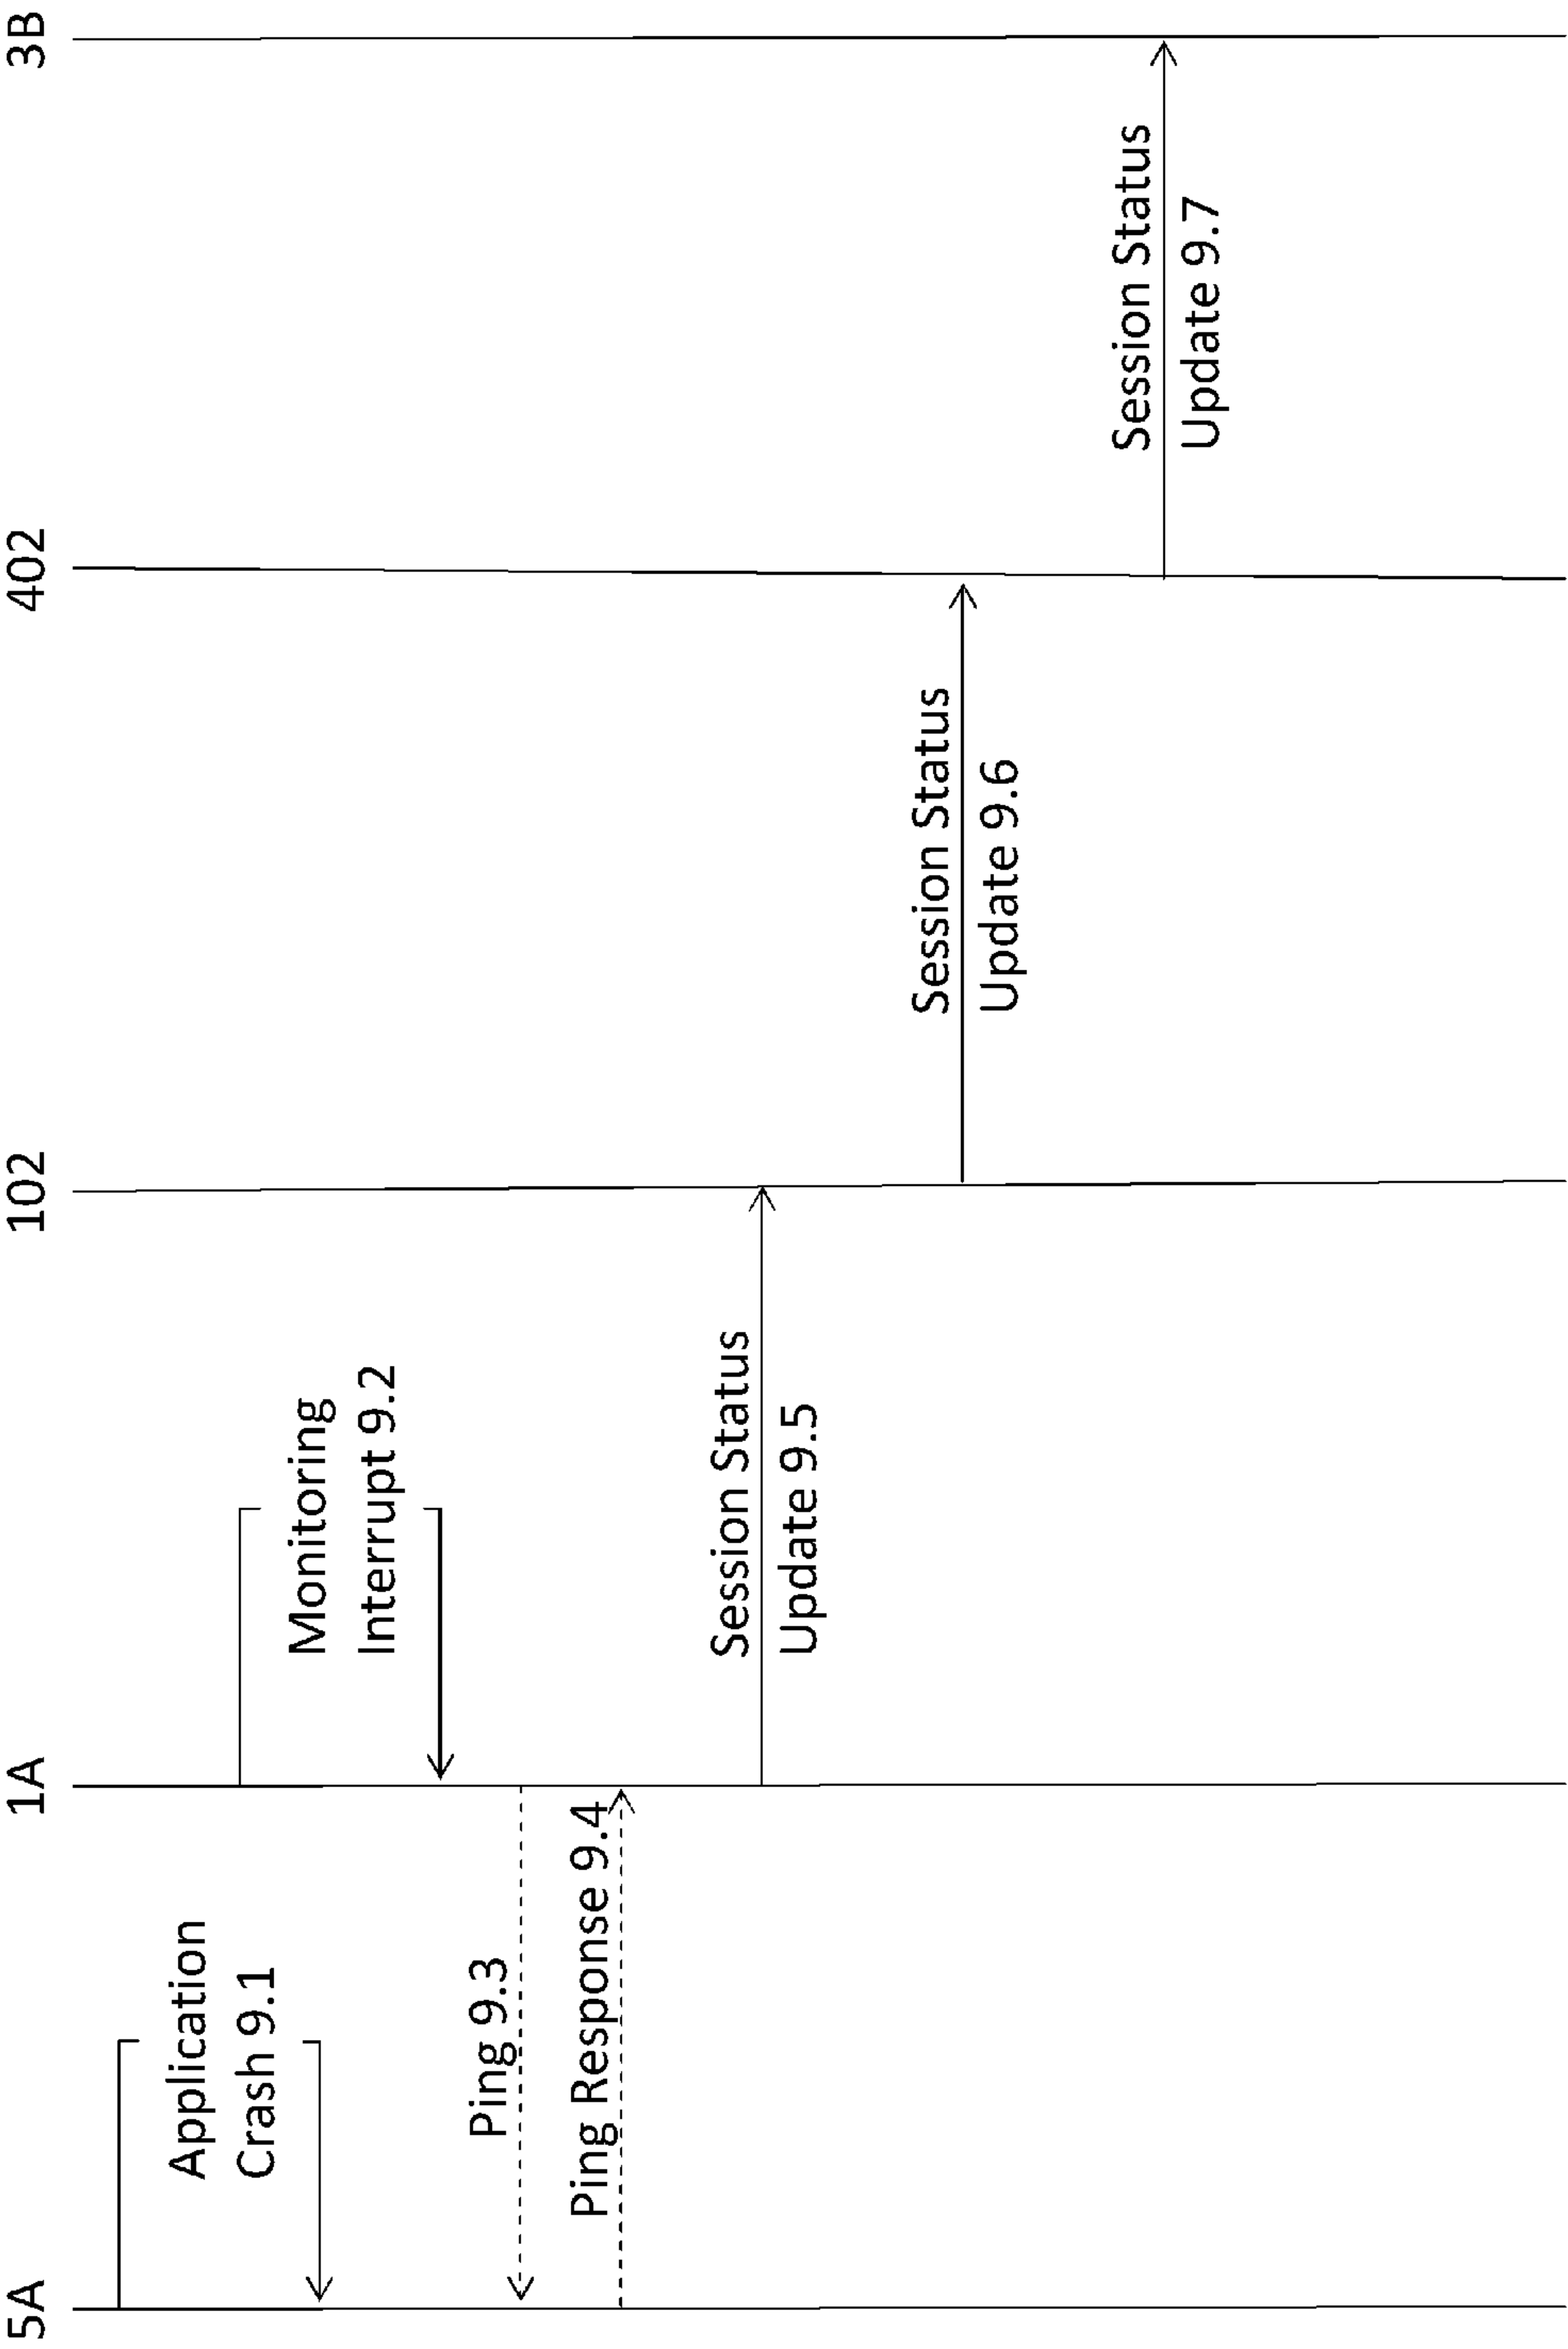 5A
1A
102
402
3B
Application
Crash 9.1
Monitoring
Interrupt 9.2
Ping 9.3
Ping Response 9.4
Session Status
Update 9.5
Session Status
Update 9.6
Session Status
Update 9.7